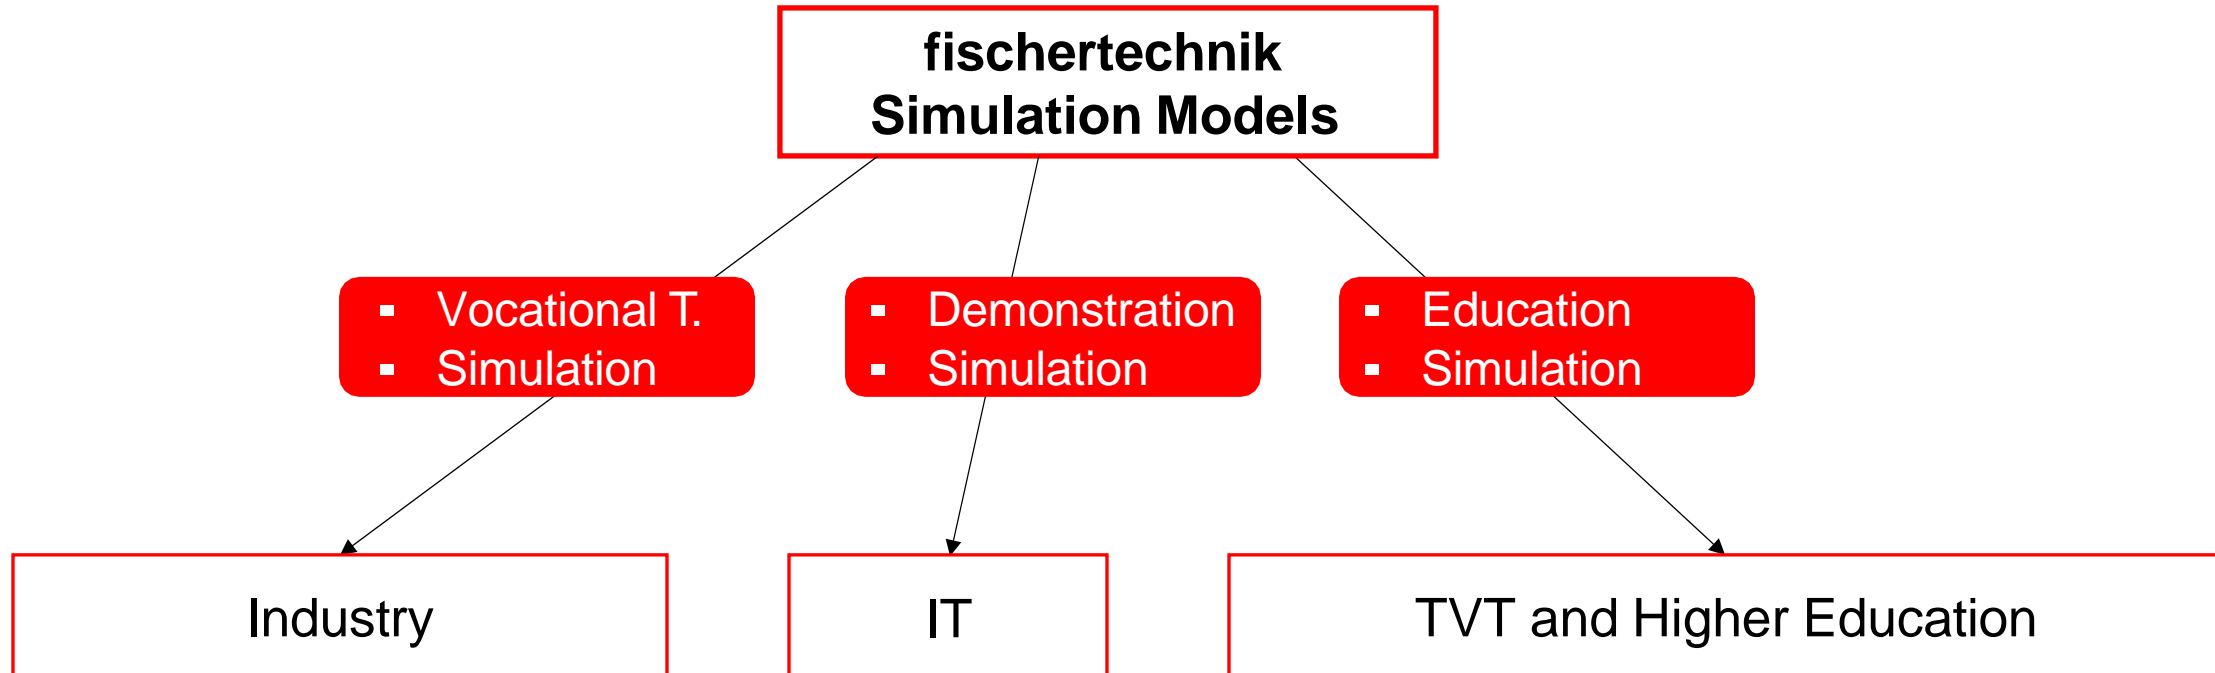 fischertechnik
Simulation Models
▪ Vocational T.
▪ Simulation
▪ Demonstration
▪ Simulation
▪ Education
▪ Simulation
Industry
IT
TVT and Higher Education